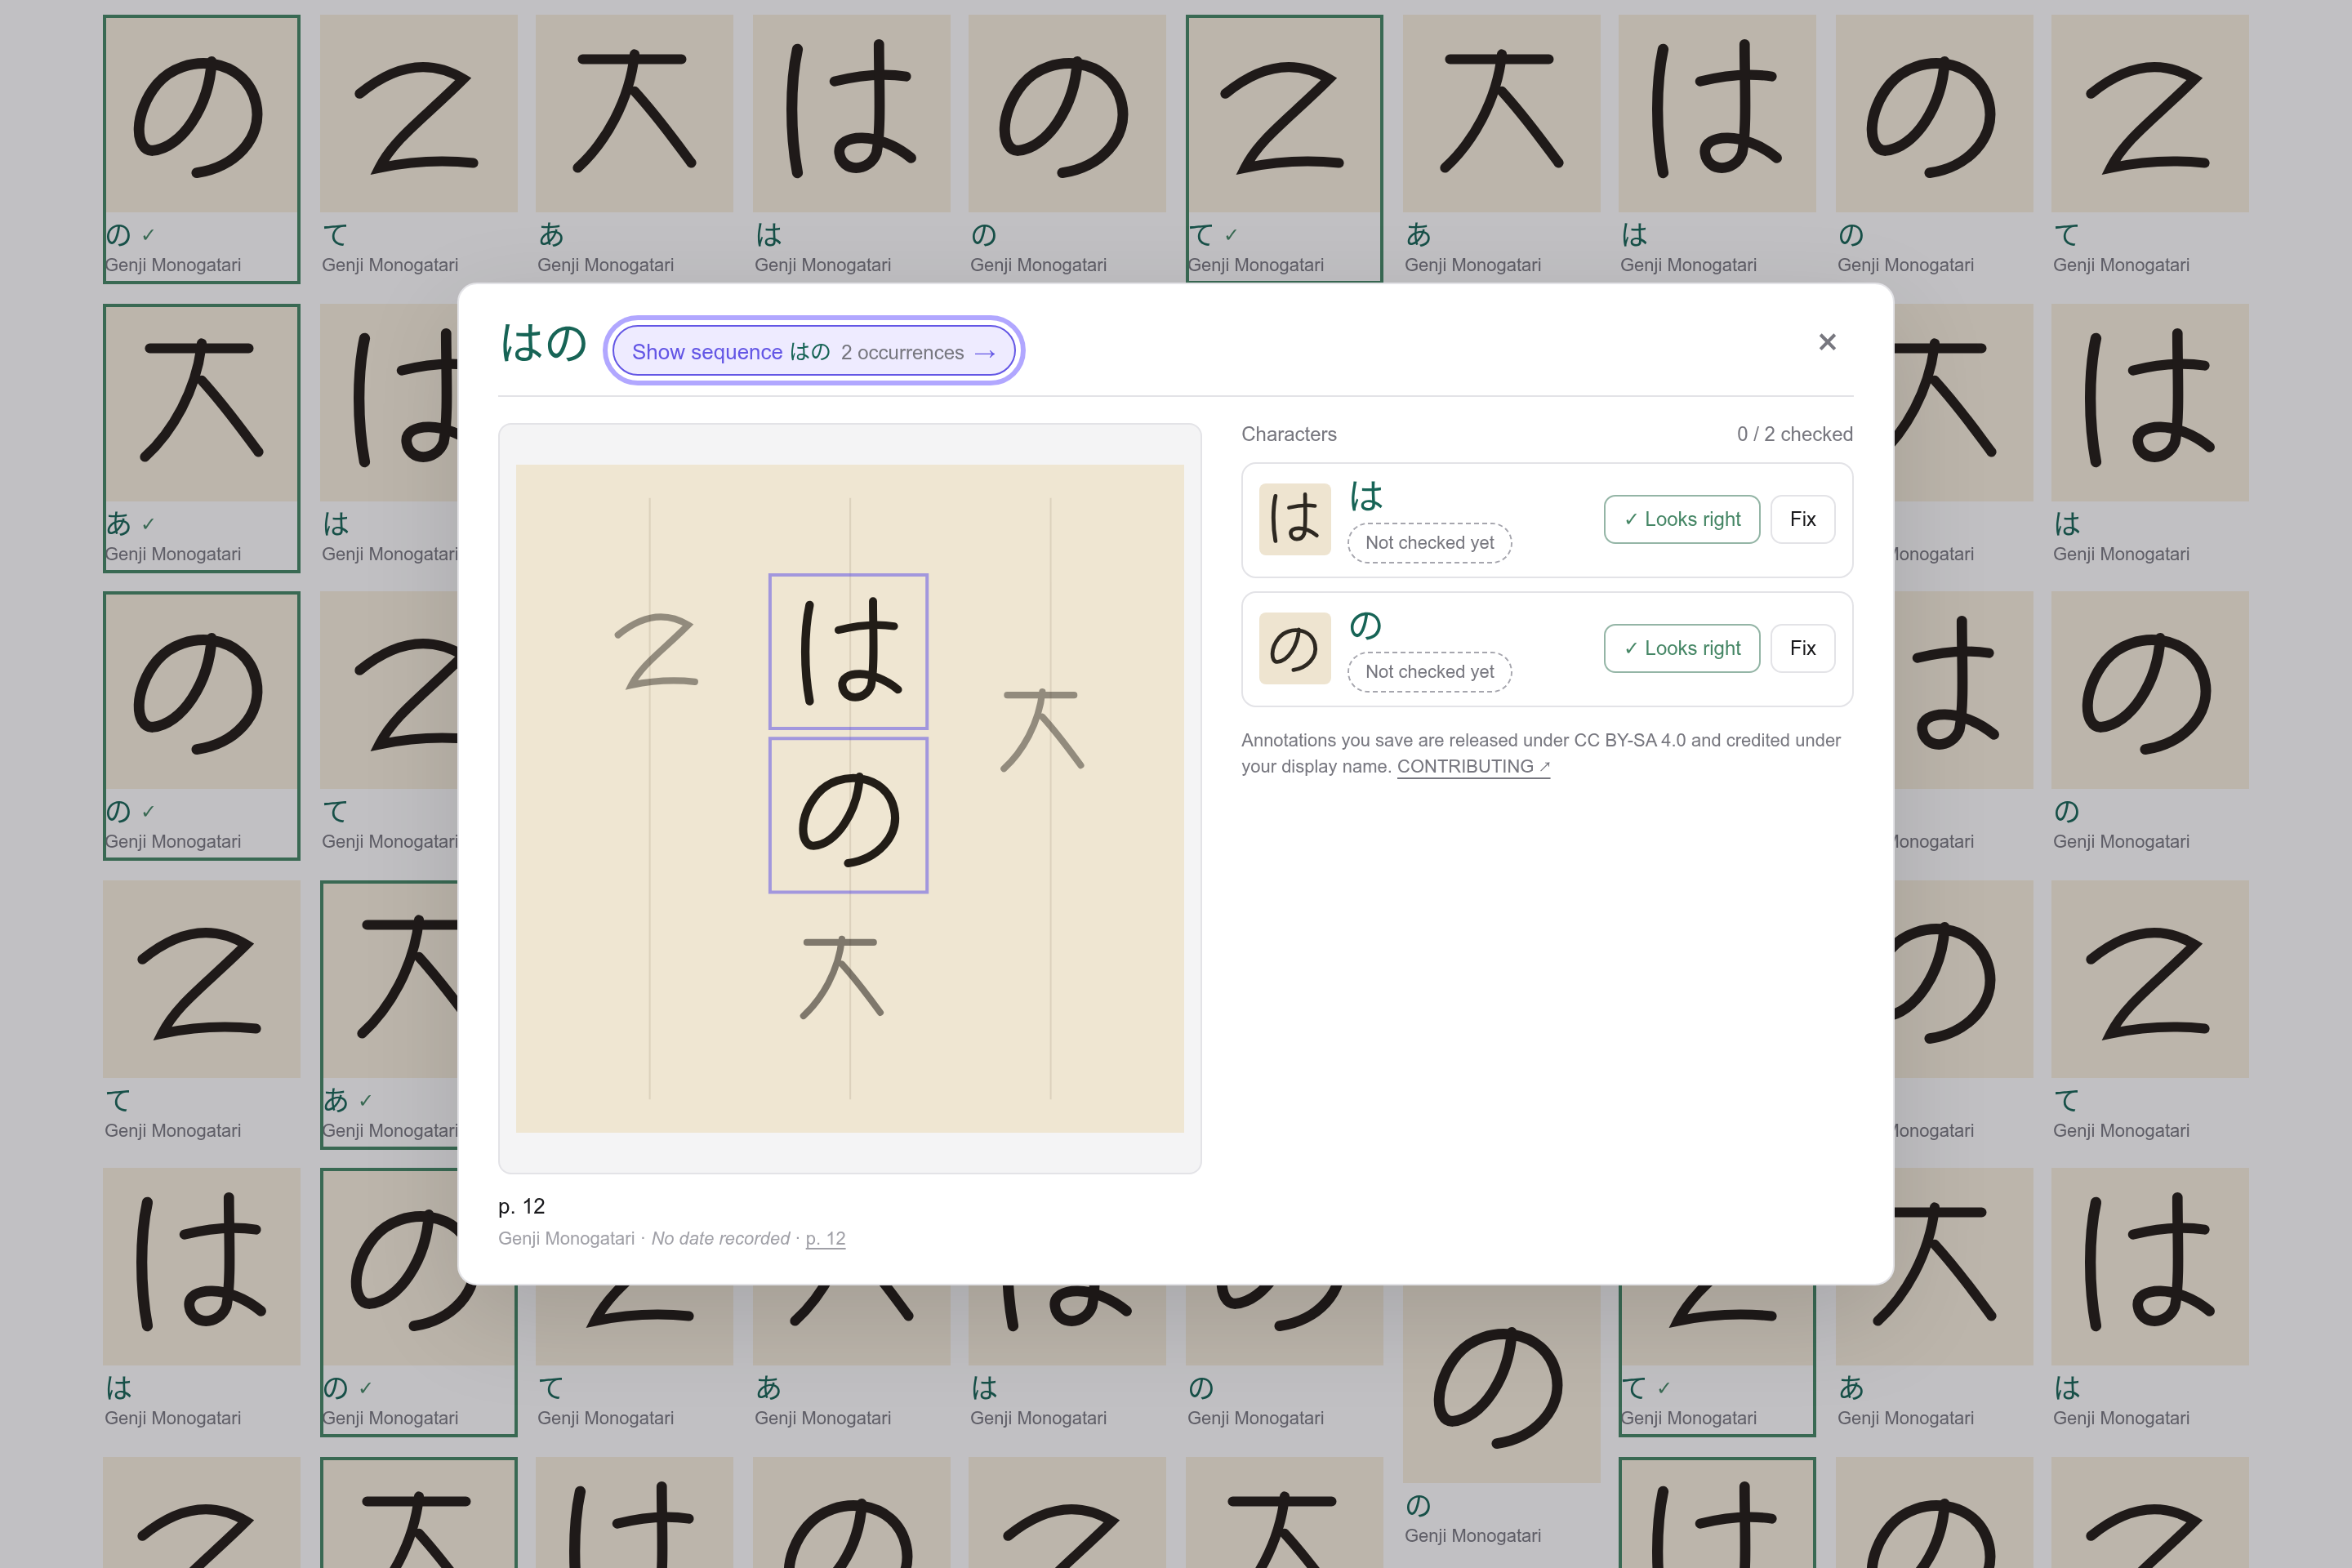 の ✓ て あ は の て ✓ あ は の て
Genji Monogatari Genji Monogatari Genji Monogatari Genji Monogatari Genji Monogatari Genji Monogatari Genji Monogatari Genji Monogatari Genji Monogatari Genji Monogatari
はの
Show sequence はの 2 occurrences →
×
は
の
p. 12
Genji Monogatari · No date recorded · p. 12
Characters
0 / 2 checked
は
は
Not checked yet
✓ Looks right
Fix
の
の
Not checked yet
✓ Looks right
Fix
Annotations you save are released under CC BY-SA 4.0 and credited under
your display name. CONTRIBUTING ↗
あ ✓ は は
Genji Monogatari Genji Monogatari Monogatari Genji Monogatari
の ✓ て の
Genji Monogatari Genji Monogatari Monogatari Genji Monogatari
て あ ✓ て
Genji Monogatari Genji Monogatari Monogatari Genji Monogatari
は の ✓ て あ は の て ✓ あ は
Genji Monogatari Genji Monogatari Genji Monogatari Genji Monogatari Genji Monogatari Genji Monogatari Genji Monogatari Genji Monogatari Genji Monogatari
の
Genji Monogatari